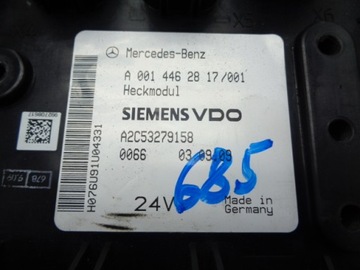 Mercedes-Benz
A 001 446 28 17/001
Heckmodul
SIEMENS VDO
A2C53279158
0066 03.09.09
24V
Made in
Germany
H076U91U04331
685